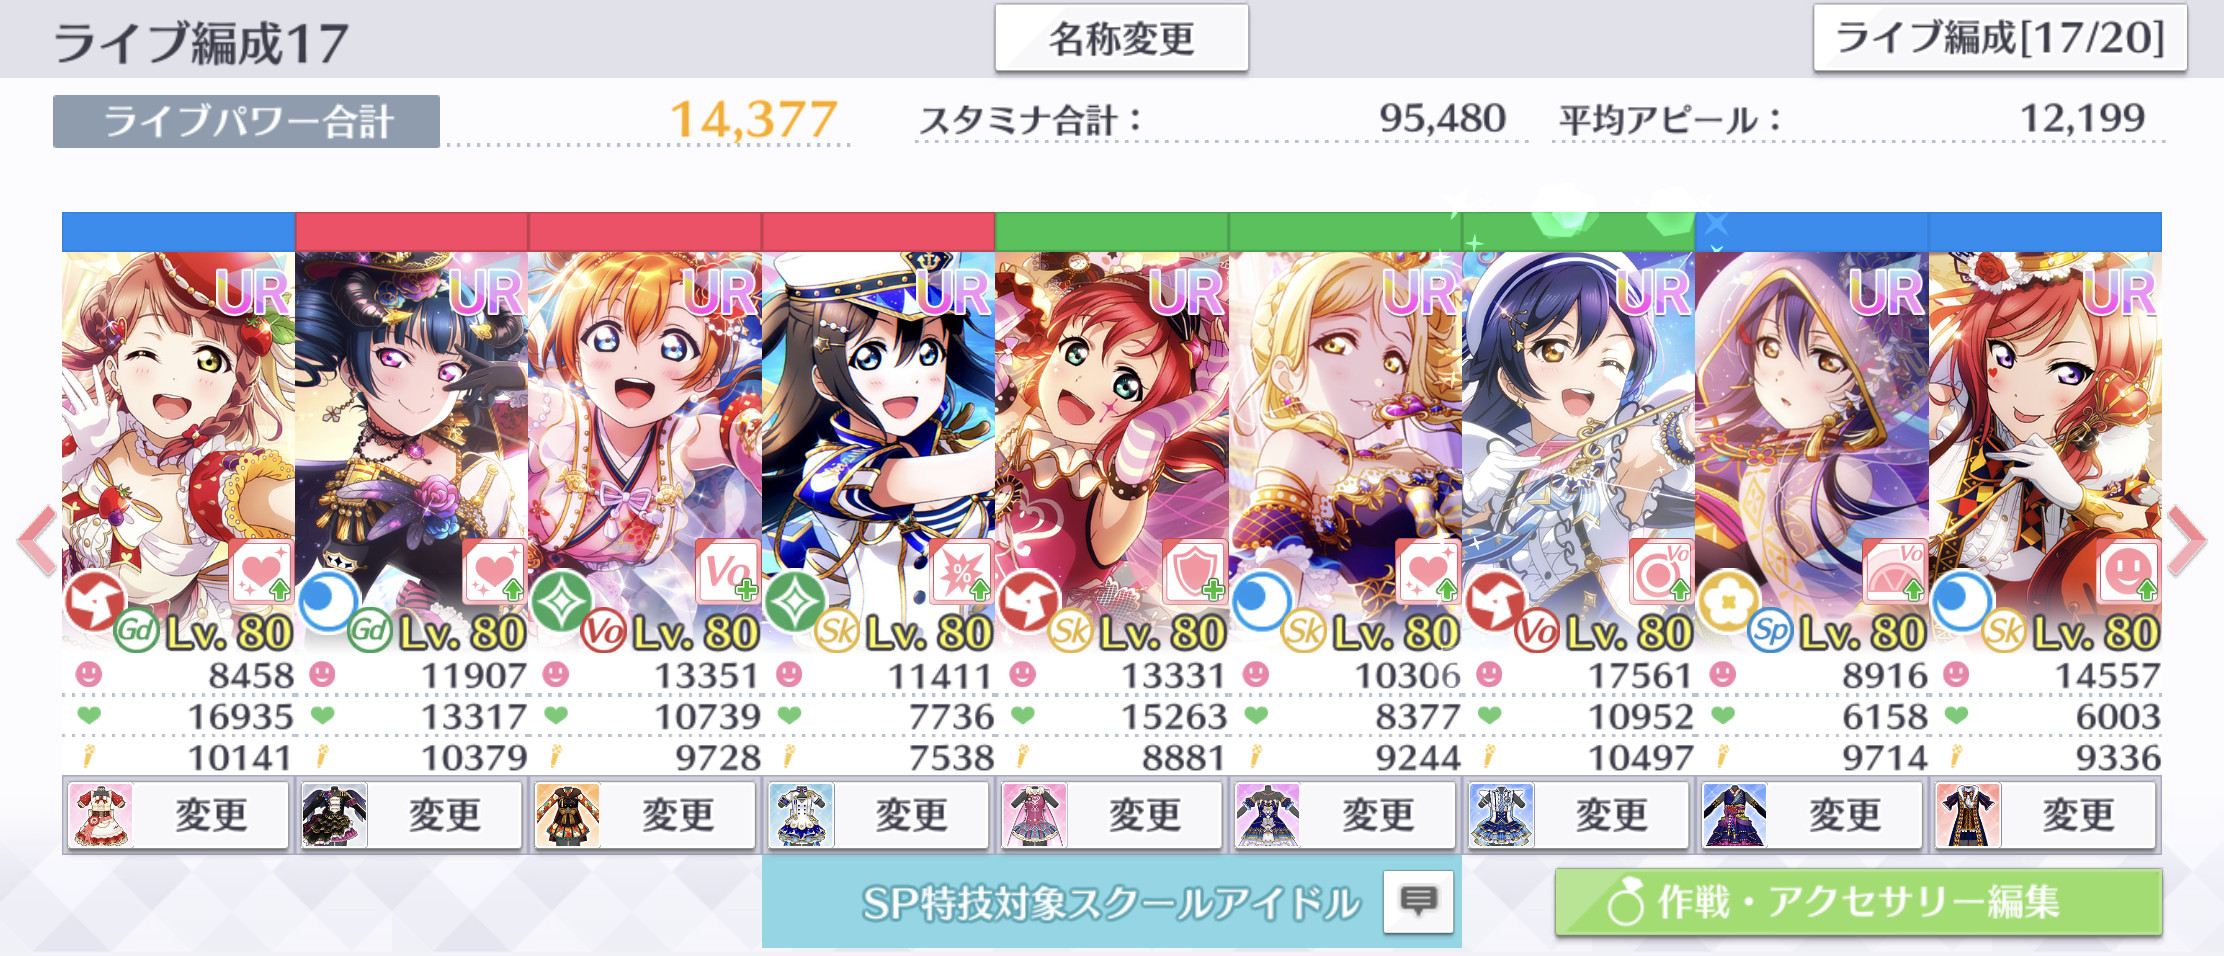 ライブ編成17
名称変更
ライブ編成[17/20]
ライブパワー合計 14,377 スタミナ合計： 95,480 平均アピール： 12,199
UR UR UR UR UR UR UR UR UR
Vo % Vo Vo
Gd Lv. 80 Gd Lv. 80 Vo Lv. 80 Sk Lv. 80 Sk Lv. 80 Sk Lv. 80 Vo Lv. 80 Sp Lv. 80 Sk Lv. 80
8458 11907 13351 11411 13331 10306 17561 8916 14557
16935 13317 10739 7736 15263 8377 10952 6158 6003
10141 10379 9728 7538 8881 9244 10497 9714 9336
変更 変更 変更 変更 変更 変更 変更 変更 変更
SP特技対象スクールアイドル
作戦・アクセサリー編集